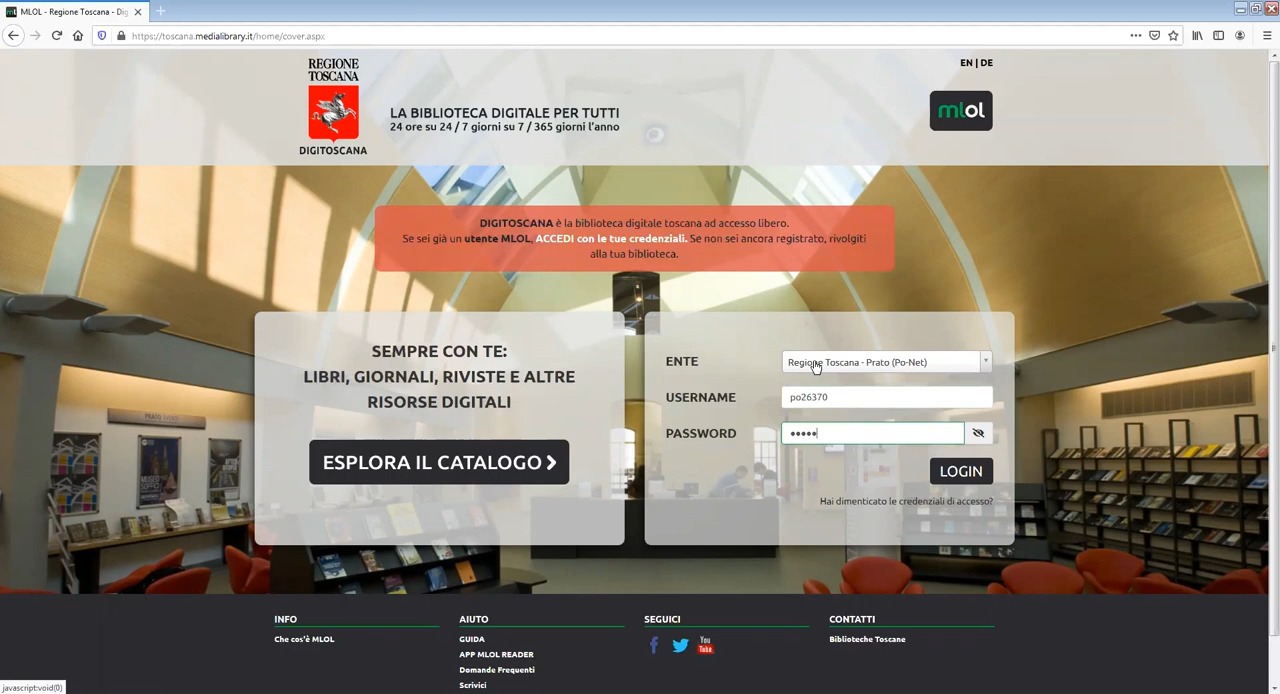 MLOL - Regione Toscana - Dig
https://toscana.medialibrary.it/home/cover.aspx
REGIONE
TOSCANA
DIGITOSCANA
LA BIBLIOTECA DIGITALE PER TUTTI
24 ore su 24 / 7 giorni su 7 / 365 giorni l'anno
EN | DE
mlol
DIGITOSCANA è la biblioteca digitale toscana ad accesso libero.
Se sei già un utente MLOL, ACCEDI con le tue credenziali. Se non sei ancora registrato, rivolgiti
alla tua biblioteca.
SEMPRE CON TE:
LIBRI, GIORNALI, RIVISTE E ALTRE
RISORSE DIGITALI
ESPLORA IL CATALOGO
ENTE
Regione Toscana - Prato (Po-Net)
USERNAME
po26370
PASSWORD
•••••
LOGIN
Hai dimenticato le credenziali di accesso?
INFO
Che cos'è MLOL
AIUTO
GUIDA
APP MLOL READER
Domande Frequenti
Scrivici
SEGUICI
You
Tube
CONTATTI
Biblioteche Toscane
javascript:void(0)